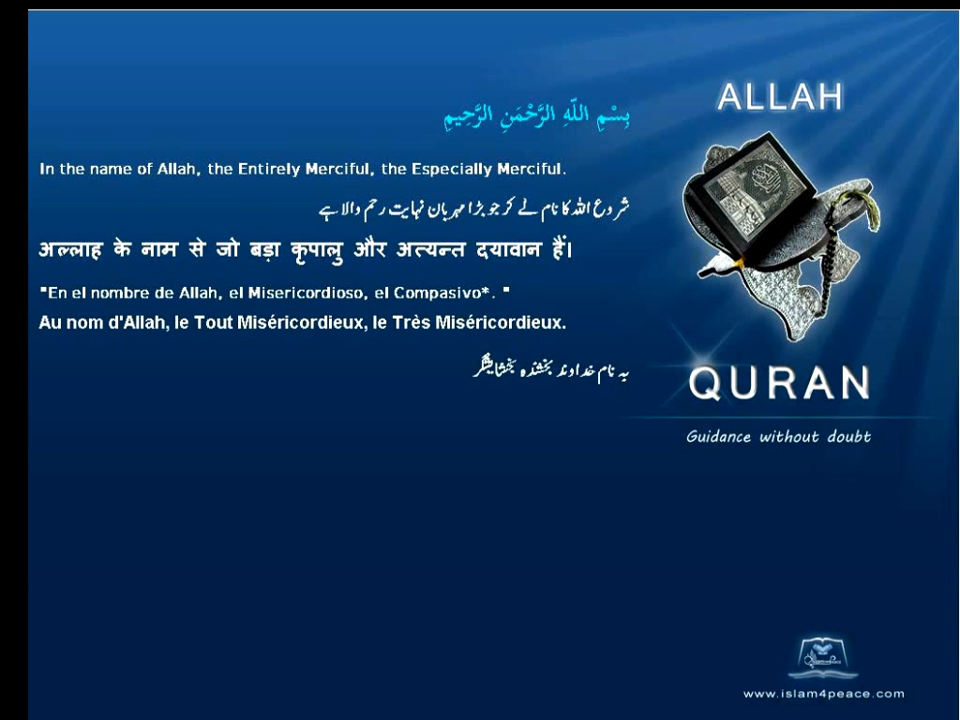 بِسْمِ اللّهِ الرَّحْمَنِ الرَّحِيمِ
In the name of Allah, the Entirely Merciful, the Especially Merciful.
شروع الله کا نام لے کر جو بڑا مہربان نہایت رحم والا ہے
अल्लाह के नाम से जो बड़ा कृपालु और अत्यन्त दयावान हैं।
"En el nombre de Allah, el Misericordioso, el Compasivo*. "
Au nom d'Allah, le Tout Miséricordieux, le Très Miséricordieux.
به نام خداوند بخشنده بخشایشگر
ALLAH
QURAN
Guidance without doubt
www.islam4peace.com